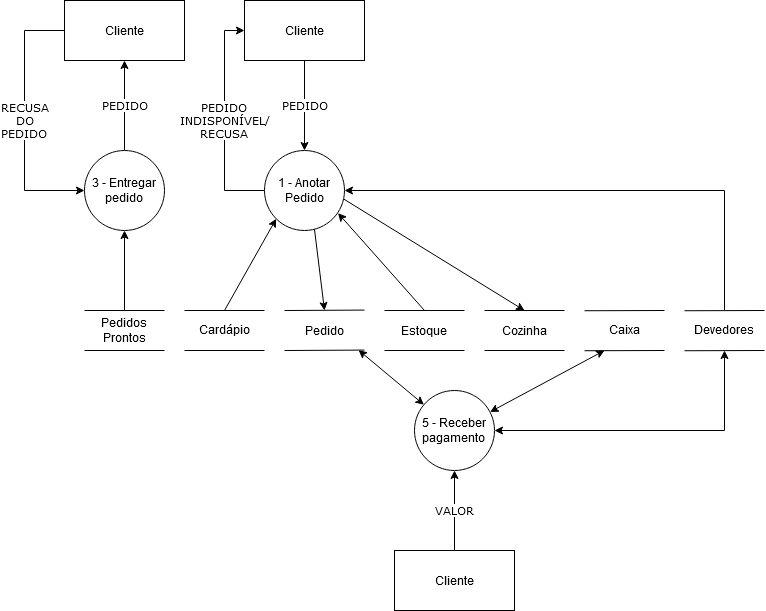 Cliente
Cliente
RECUSA
DO
PEDIDO
PEDIDO
PEDIDO
INDISPONÍVEL/
RECUSA
PEDIDO
3 - Entregar
pedido
1 - Anotar
Pedido
Pedidos
Prontos
Cardápio
Pedido
Estoque
Cozinha
Caixa
Devedores
5 - Receber
pagamento
VALOR
Cliente